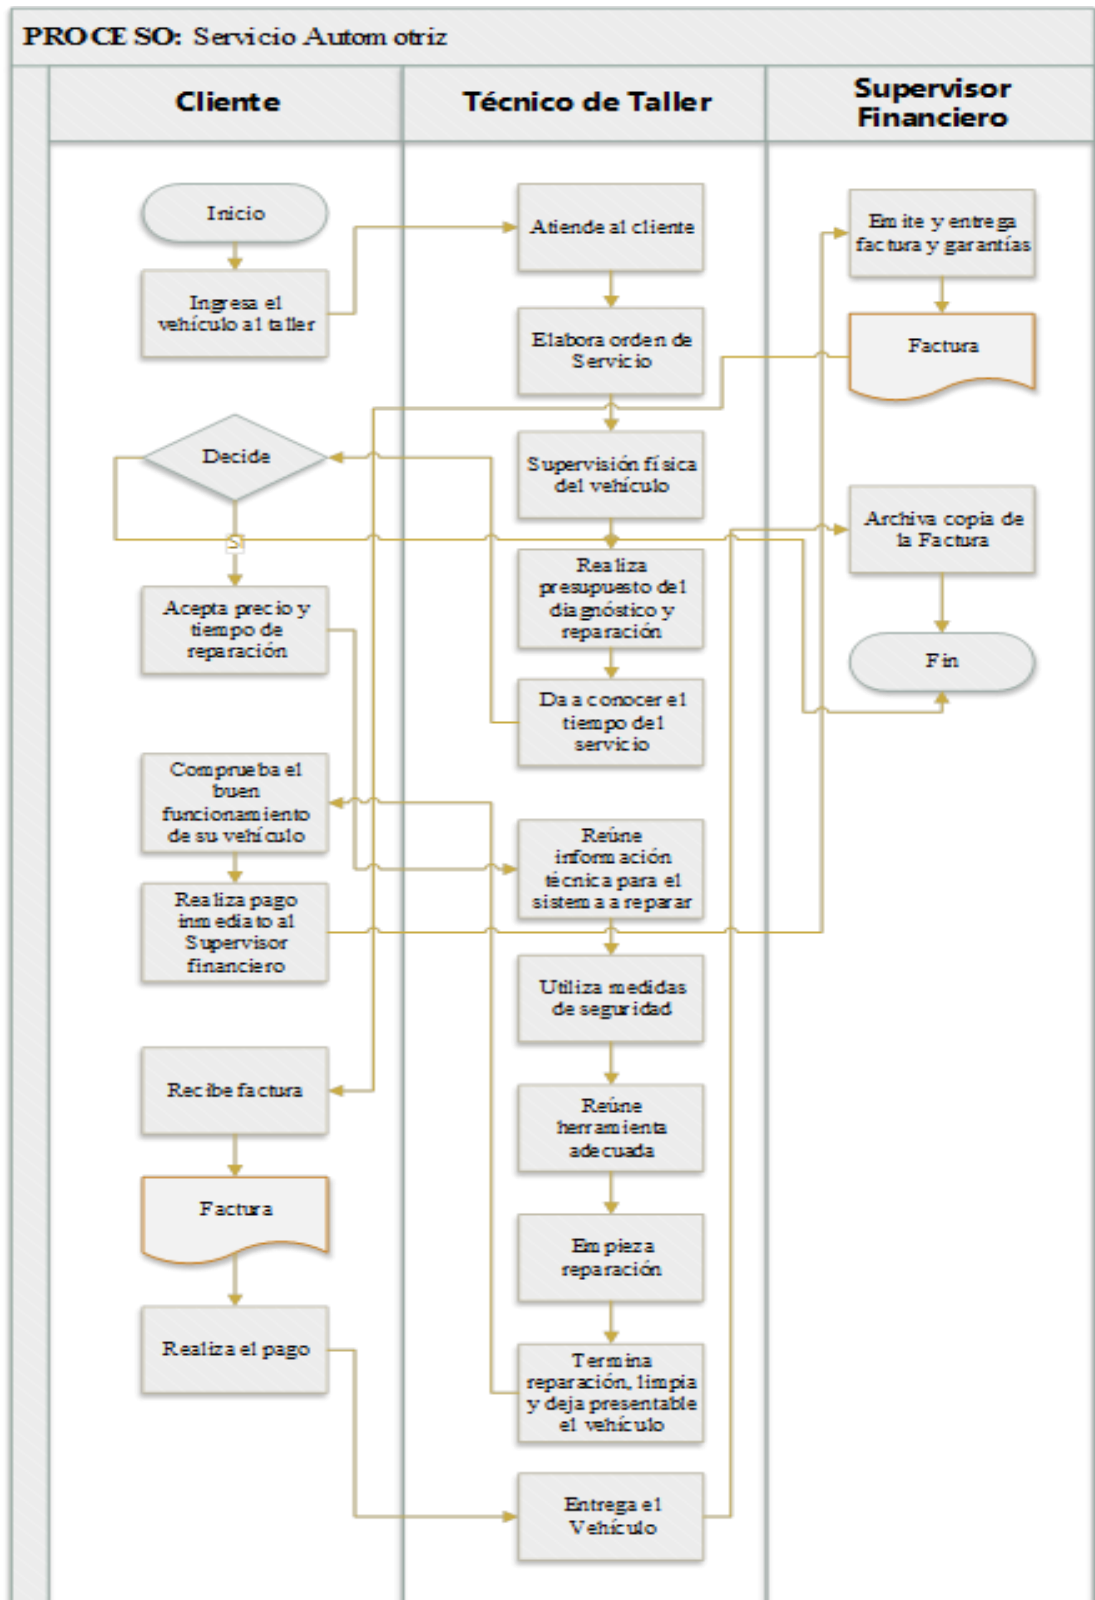 PROCESO: Servicio Automotriz
Cliente
Técnico de Taller
Supervisor
Financiero
Inicio
Ingresa el
vehículo al taller
Atiende al cliente
Elabora orden de
Servicio
Emite y entrega
factura y garantías
Factura
Decide
Supervisión física
del vehículo
Archiva copia de
la Factura
Realiza
presupuesto del
diagnóstico y
reparación
Acepta precio y
tiempo de
reparación
Fin
Da a conocer el
tiempo del
servicio
Comprueba el
buen
funcionamiento
de su vehículo
Reúne
información
técnica para el
sistema a reparar
Realiza pago
inmediato al
Supervisor
financiero
Utiliza medidas
de seguridad
Recibe factura
Reúne
herramienta
adecuada
Factura
Empieza
reparación
Realiza el pago
Termina
reparación, limpia
y deja presentable
el vehículo
Entrega el
Vehículo